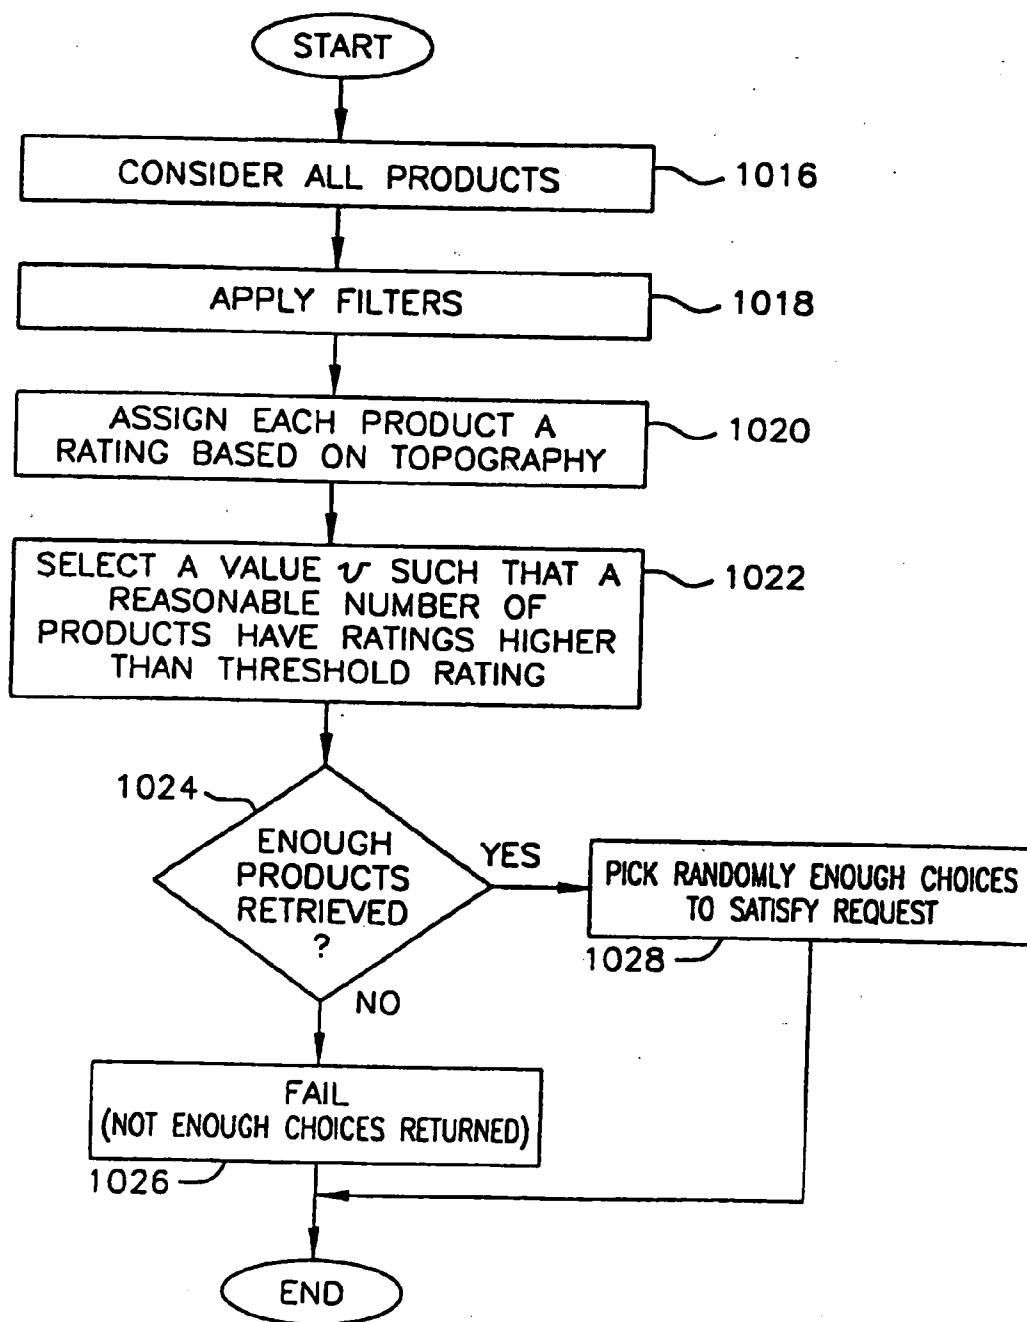 START
CONSIDER ALL PRODUCTS
1016
APPLY FILTERS
1018
ASSIGN EACH PRODUCT A
RATING BASED ON TOPOGRAPHY
1020
SELECT A VALUE v SUCH THAT A
REASONABLE NUMBER OF
PRODUCTS HAVE RATINGS HIGHER
THAN THRESHOLD RATING
1022
1024
ENOUGH
PRODUCTS
RETRIEVED
?
YES
PICK RANDOMLY ENOUGH CHOICES
TO SATISFY REQUEST
1028
NO
FAIL
(NOT ENOUGH CHOICES RETURNED)
1026
END